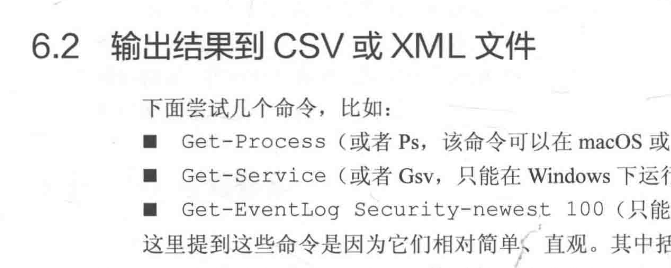 6.2 输出结果到 CSV 或 XML 文件
下面尝试几个命令，比如：
■ Get-Process（或者 Ps，该命令可以在 macOS 或
■ Get-Service（或者 Gsv，只能在 Windows 下运行
■ Get-EventLog Security-newest 100（只能
这里提到这些命令是因为它们相对简单、直观。其中括